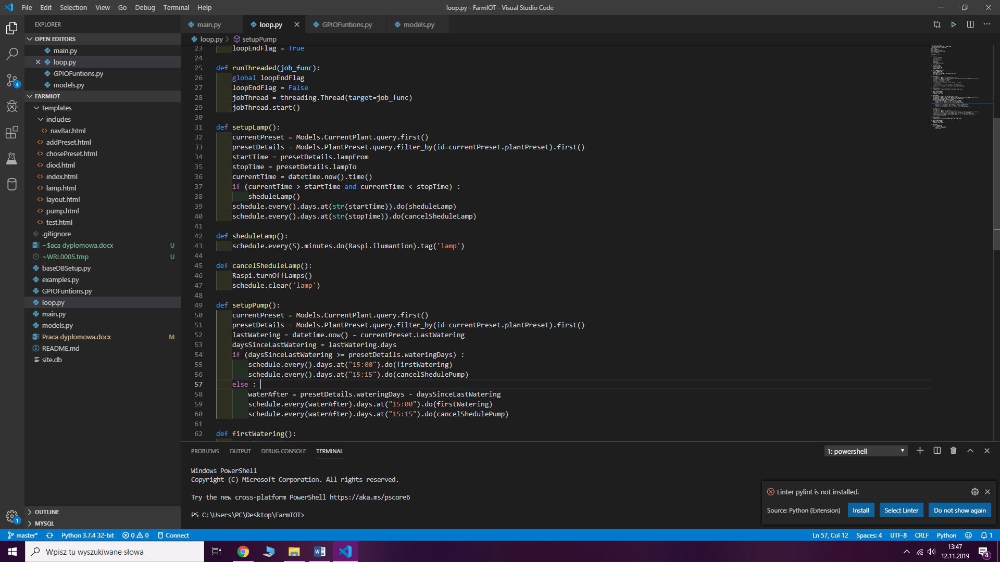 File Edit Selection View Go Debug Terminal Help
loop.py - FarmIOT - Visual Studio Code
EXPLORER
OPEN EDITORS
main.py
loop.py
GPIOFuntions.py
models.py
FARMIOT
templates
includes
navBar.html
addPreset.html
chosePreset.html
diod.html
index.html
lamp.html
layout.html
pump.html
test.html
.gitignore
~$aca dyplomowa.docx U
~WRL0005.tmp U
baseDBSetup.py
examples.py
GPIOFuntions.py
loop.py
main.py
models.py
Praca dyplomowa.docx M
README.md
site.db
OUTLINE
MYSQL
3
1
main.py loop.py GPIOFuntions.py models.py
loop.py > setupPump
23 loopEndFlag = True
24
25 def runThreaded(job_func):
26 global loopEndFlag
27 loopEndFlag = False
28 jobThread = threading.Thread(target=job_func)
29 jobThread.start()
30
31 def setupLamp():
32 currentPreset = Models.CurrentPlant.query.first()
33 presetDetails = Models.PlantPreset.query.filter_by(id=currentPreset.plantPreset).first()
34 startTime = presetDetails.lampFrom
35 stopTime = presetDetails.lampTo
36 currentTime = datetime.now().time()
37 if (currentTime > startTime and currentTime < stopTime) :
38 sheduleLamp()
39 schedule.every().days.at(str(startTime)).do(sheduleLamp)
40 schedule.every().days.at(str(stopTime)).do(cancelSheduleLamp)
41
42 def sheduleLamp():
43 schedule.every(5).minutes.do(Raspi.ilumantion).tag('lamp')
44
45 def cancelSheduleLamp():
46 Raspi.turnOffLamps()
47 schedule.clear('lamp')
48
49 def setupPump():
50 currentPreset = Models.CurrentPlant.query.first()
51 presetDetails = Models.PlantPreset.query.filter_by(id=currentPreset.plantPreset).first()
52 lastWatering = datetime.now() - currentPreset.LastWatering
53 daysSinceLastWatering = lastWatering.days
54 if (daysSinceLastWatering >= presetDetails.wateringDays) :
55 schedule.every().days.at("15:00").do(firstWatering)
56 schedule.every().days.at("15:15").do(cancelShedulePump)
57 else :
58 waterAfter = presetDetails.wateringDays - daysSinceLastWatering
59 schedule.every(waterAfter).days.at("15:00").do(firstWatering)
60 schedule.every(waterAfter).days.at("15:15").do(cancelShedulePump)
61
62 def firstWatering():
PROBLEMS OUTPUT DEBUG CONSOLE TERMINAL
1: powershell
Windows PowerShell
Copyright (C) Microsoft Corporation. All rights reserved.
Try the new cross-platform PowerShell https://aka.ms/pscore6
PS C:\Users\PC\Desktop\FarmIOT>
Linter pylint is not installed.
Source: Python (Extension) Install Select Linter Do not show again
master* Python 3.7.4 32-bit 0 0 Connect
Ln 57, Col 12 Spaces: 4 UTF-8 CRLF Python 1
Wpisz tu wyszukiwane słowa
13:47
12.11.2019
4